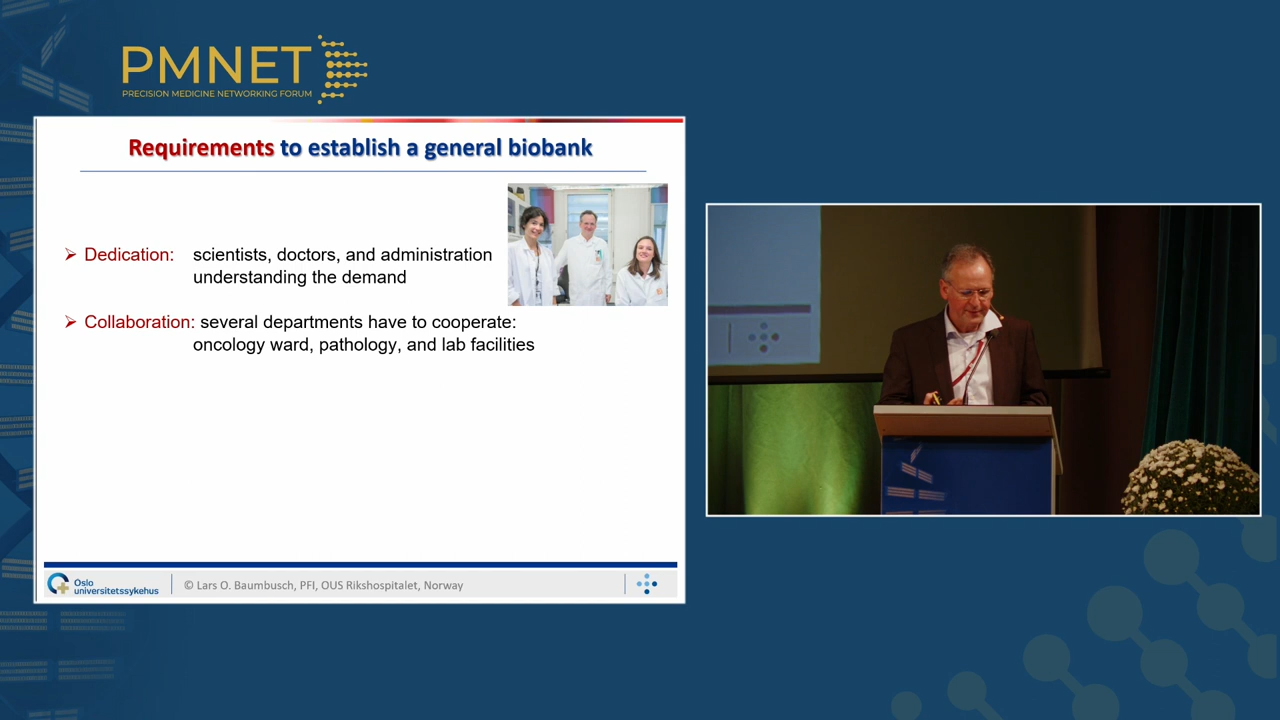 PMNET
PRECISION MEDICINE NETWORKING FORUM
Requirements to establish a general biobank
➢ Dedication: scientists, doctors, and administration
understanding the demand
➢ Collaboration: several departments have to cooperate:
oncology ward, pathology, and lab facilities
Oslo
universitetssykehus
© Lars O. Baumbusch, PFI, OUS Rikshospitalet, Norway